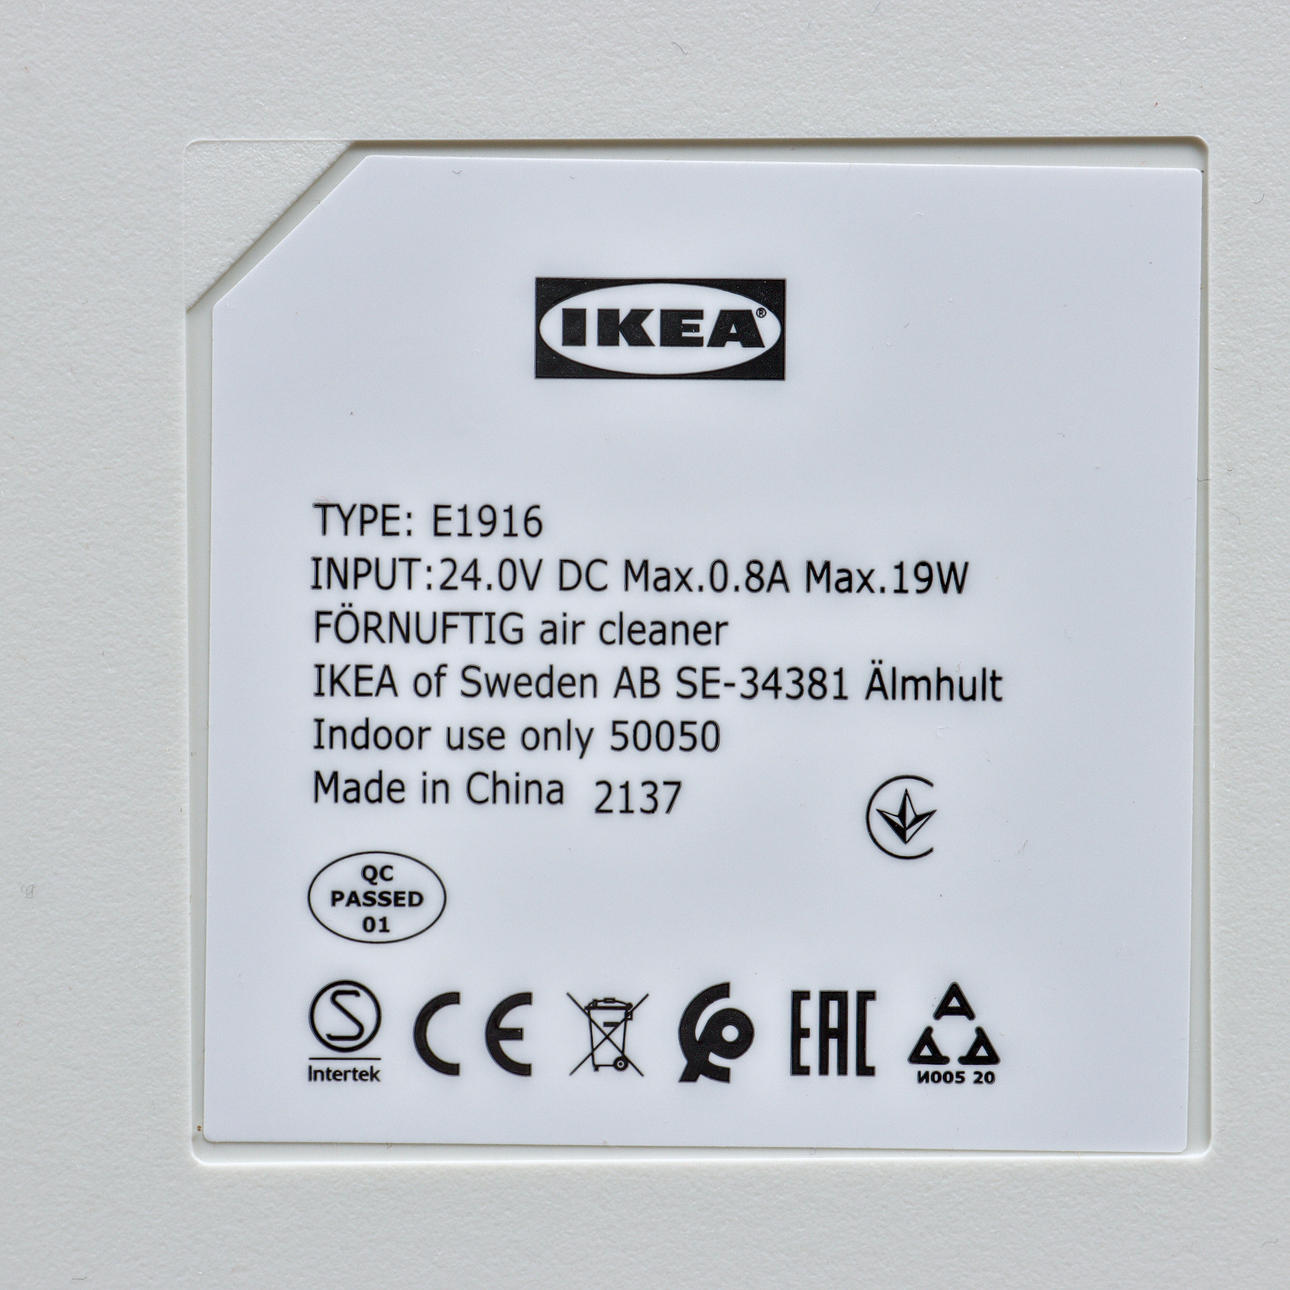 IKEA®
TYPE: E1916
INPUT:24.0V DC Max.0.8A Max.19W
FÖRNUFTIG air cleaner
IKEA of Sweden AB SE-34381 Älmhult
Indoor use only 50050
Made in China 2137
QC
PASSED
01
S
Intertek
CE
EAC
И005 20